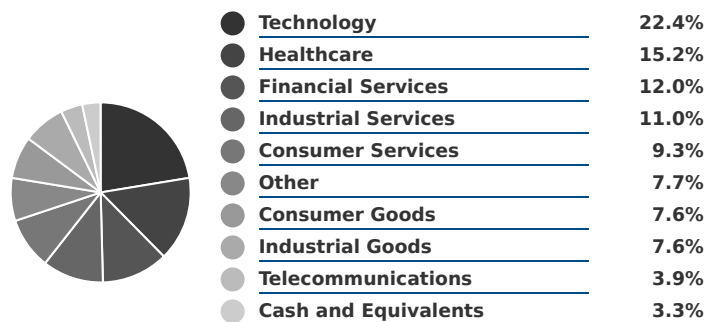 Technology 22.4%
Healthcare 15.2%
Financial Services 12.0%
Industrial Services 11.0%
Consumer Services 9.3%
Other 7.7%
Consumer Goods 7.6%
Industrial Goods 7.6%
Telecommunications 3.9%
Cash and Equivalents 3.3%